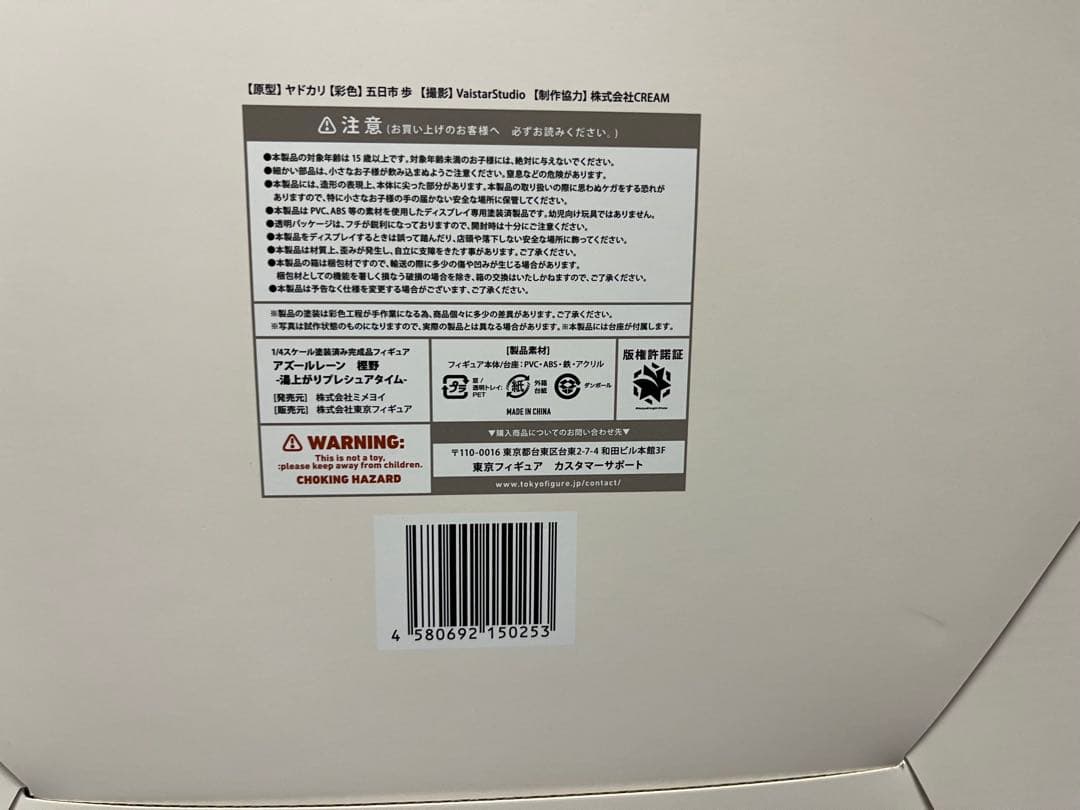 【原型】ヤドカリ【彩色】五日市 歩 【撮影】VaistarStudio 【制作協力】株式会社CREAM
⚠注意(お買い上げのお客様へ 必ずお読みください。)
●本製品の対象年齢は15歳以上です。対象年齢未満のお子様には、絶対に与えないでください。
●細かい部品は、小さなお子様が飲み込まぬようご注意ください。窒息などの危険があります。
●本製品には、造形の表現上、本体に尖った部分があります。本製品の取り扱いの際に思わぬケガをする恐れが
ありますので、特に小さなお子様の手の届かない安全な場所に保管してください。
●本製品はPVC、ABS等の素材を使用したディスプレイ専用塗装済製品です。幼児向け玩具ではありません。
●透明パッケージは、フチが鋭利になっておりますので、開封時は十分にご注意ください。
●本製品をディスプレイするときは誤って踏んだり、店頭や落下しない安全な場所に飾ってください。
●本製品は材質上、歪みが発生し、自立に支障をきたす事があります。ご了承ください。
●本製品の箱は梱包材ですので、輸送の際に多少の傷や凹みが生じる場合があります。
梱包材としての機能を著しく損なう破損の場合を除き、箱の交換はいたしかねますので、ご了承ください。
●本製品は予告なく仕様を変更する場合がございます、ご了承ください。
※製品の塗装は彩色工程が手作業になる為、商品個々に多少の差異があります。ご了承ください。
※写真は試作状態のものになりますので、実際の製品とは異なる場合があります。※本製品には台座が付属します。
1/4スケール塗装済み完成品フィギュア
アズールレーン 樫野
-湯上がりプレシュアタイム-
[発売元] 株式会社ミメヨイ
[販売元] 株式会社東京フィギュア
[製品素材]
フィギュア本体/台座:PVC・ABS・鉄・アクリル
プラ
窓/
透明トレイ:
PET
紙
外箱
台紙
ダンボール
MADE IN CHINA
版権許諾証
⚠WARNING:
This is not a toy,
:please keep away from children.
CHOKING HAZARD
▼購入商品についてのお問い合わせ先▼
〒110-0016 東京都台東区台東2-7-4 和田ビル本館3F
東京フィギュア カスタマーサポート
www.tokyofigure.jp/contact/
4 580692 150253